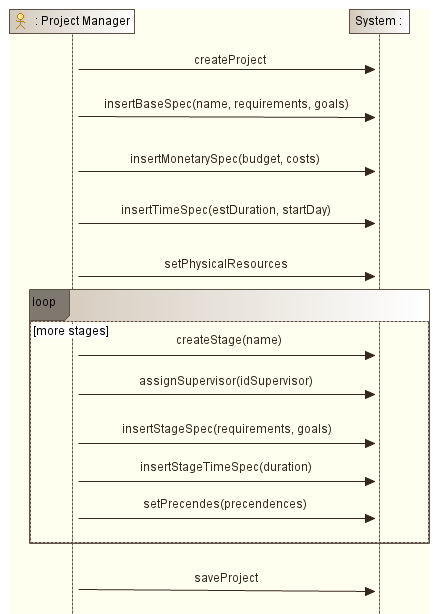 : Project Manager
System :
createProject
insertBaseSpec(name, requirements, goals)
insertMonetarySpec(budget, costs)
insertTimeSpec(estDuration, startDay)
setPhysicalResources
loop
[more stages]
createStage(name)
assignSupervisor(idSupervisor)
insertStageSpec(requirements, goals)
insertStageTimeSpec(duration)
setPrecendes(precendences)
saveProject